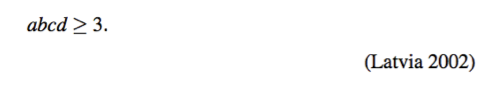 abcd ≥ 3.
(Latvia 2002)